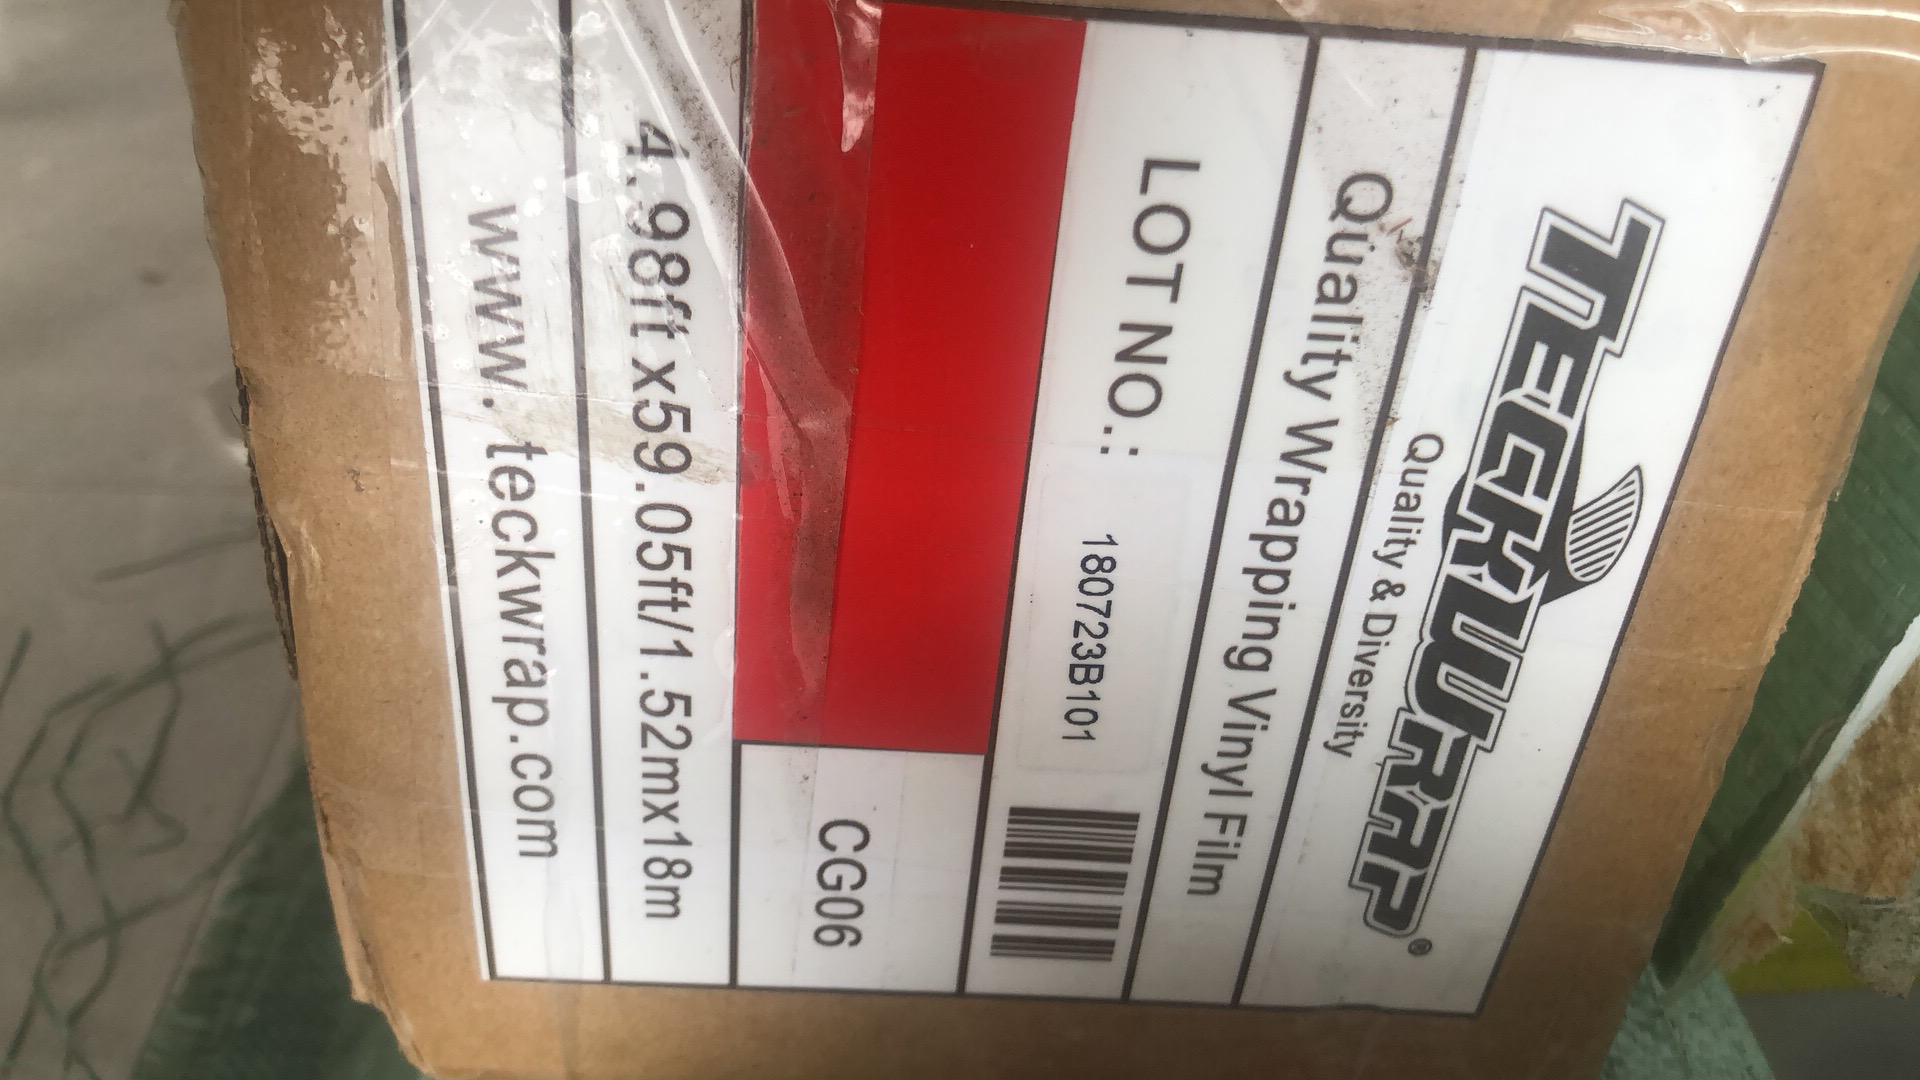 TECKWRAP®
Quality & Diversity
Quality Wrapping Vinyl Film
LOT NO.: 180723B101
CG06
4.98ft x59.05ft/1.52mx18m
www.teckwrap.com